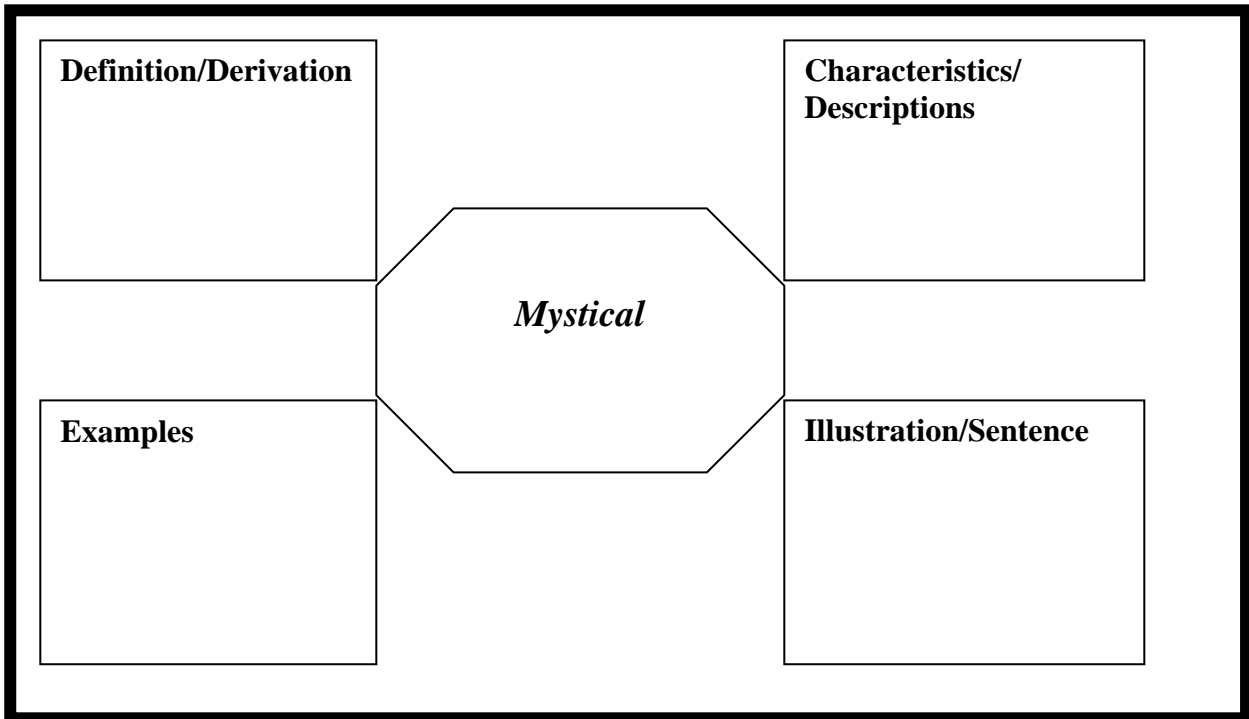 Definition/Derivation
Characteristics/
Descriptions
Mystical
Examples
Illustration/Sentence